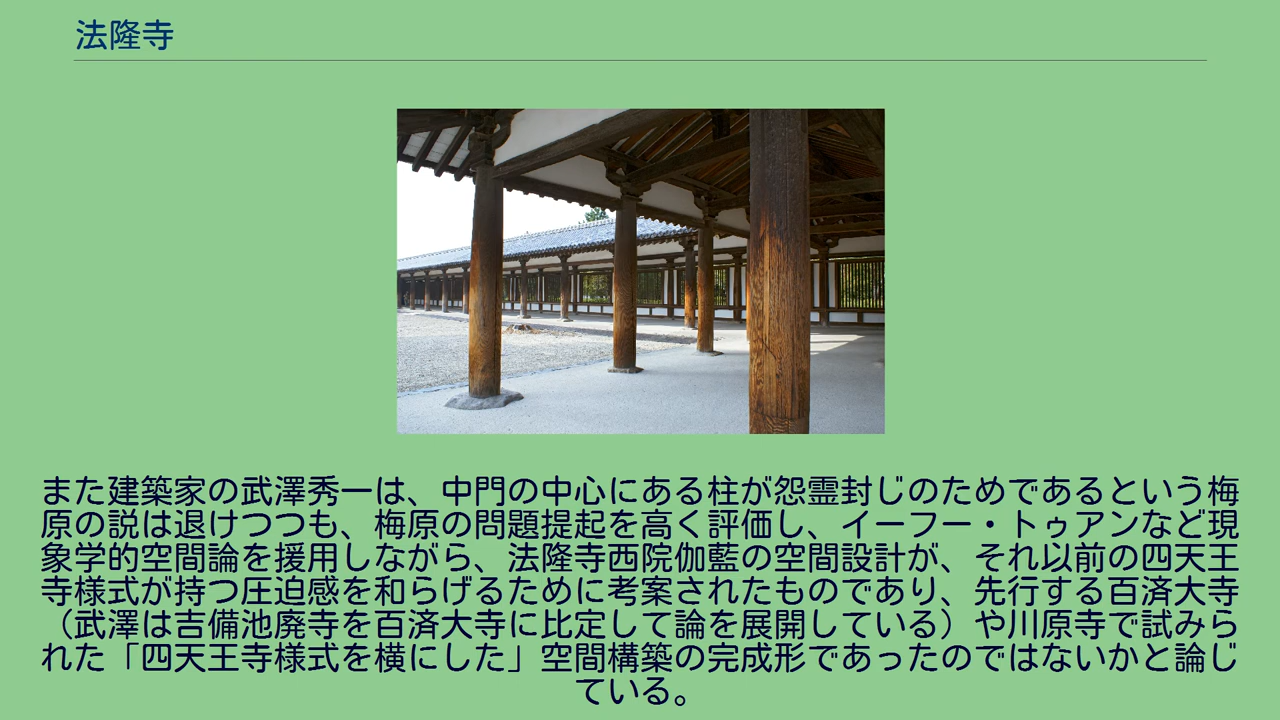 法隆寺
また建築家の武澤秀一は、中門の中心にある柱が怨霊封じのためであるという梅
原の説は退けつつも、梅原の問題提起を高く評価し、イーフー・トゥアンなど現
象学的空間論を援用しながら、法隆寺西院伽藍の空間設計が、それ以前の四天王
寺様式が持つ圧迫感を和らげるために考案されたものであり、先行する百済大寺
（武澤は吉備池廃寺を百済大寺に比定して論を展開している）や川原寺で試みら
れた「四天王寺様式を横にした」空間構築の完成形であったのではないかと論じ
ている。